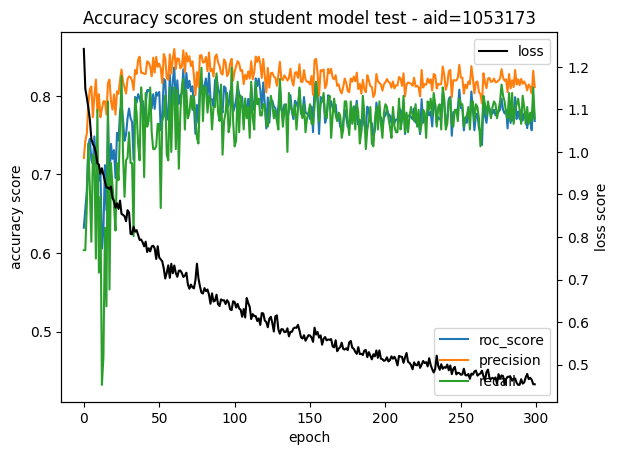 Accuracy scores on student model test - aid=1053173
loss
accuracy score
0.8
0.7
0.6
0.5
1.2
1.1
1.0
0.9
0.8
0.7
0.6
0.5
loss score
roc_score
precision
recall
0 50 100 150 200 250 300
epoch